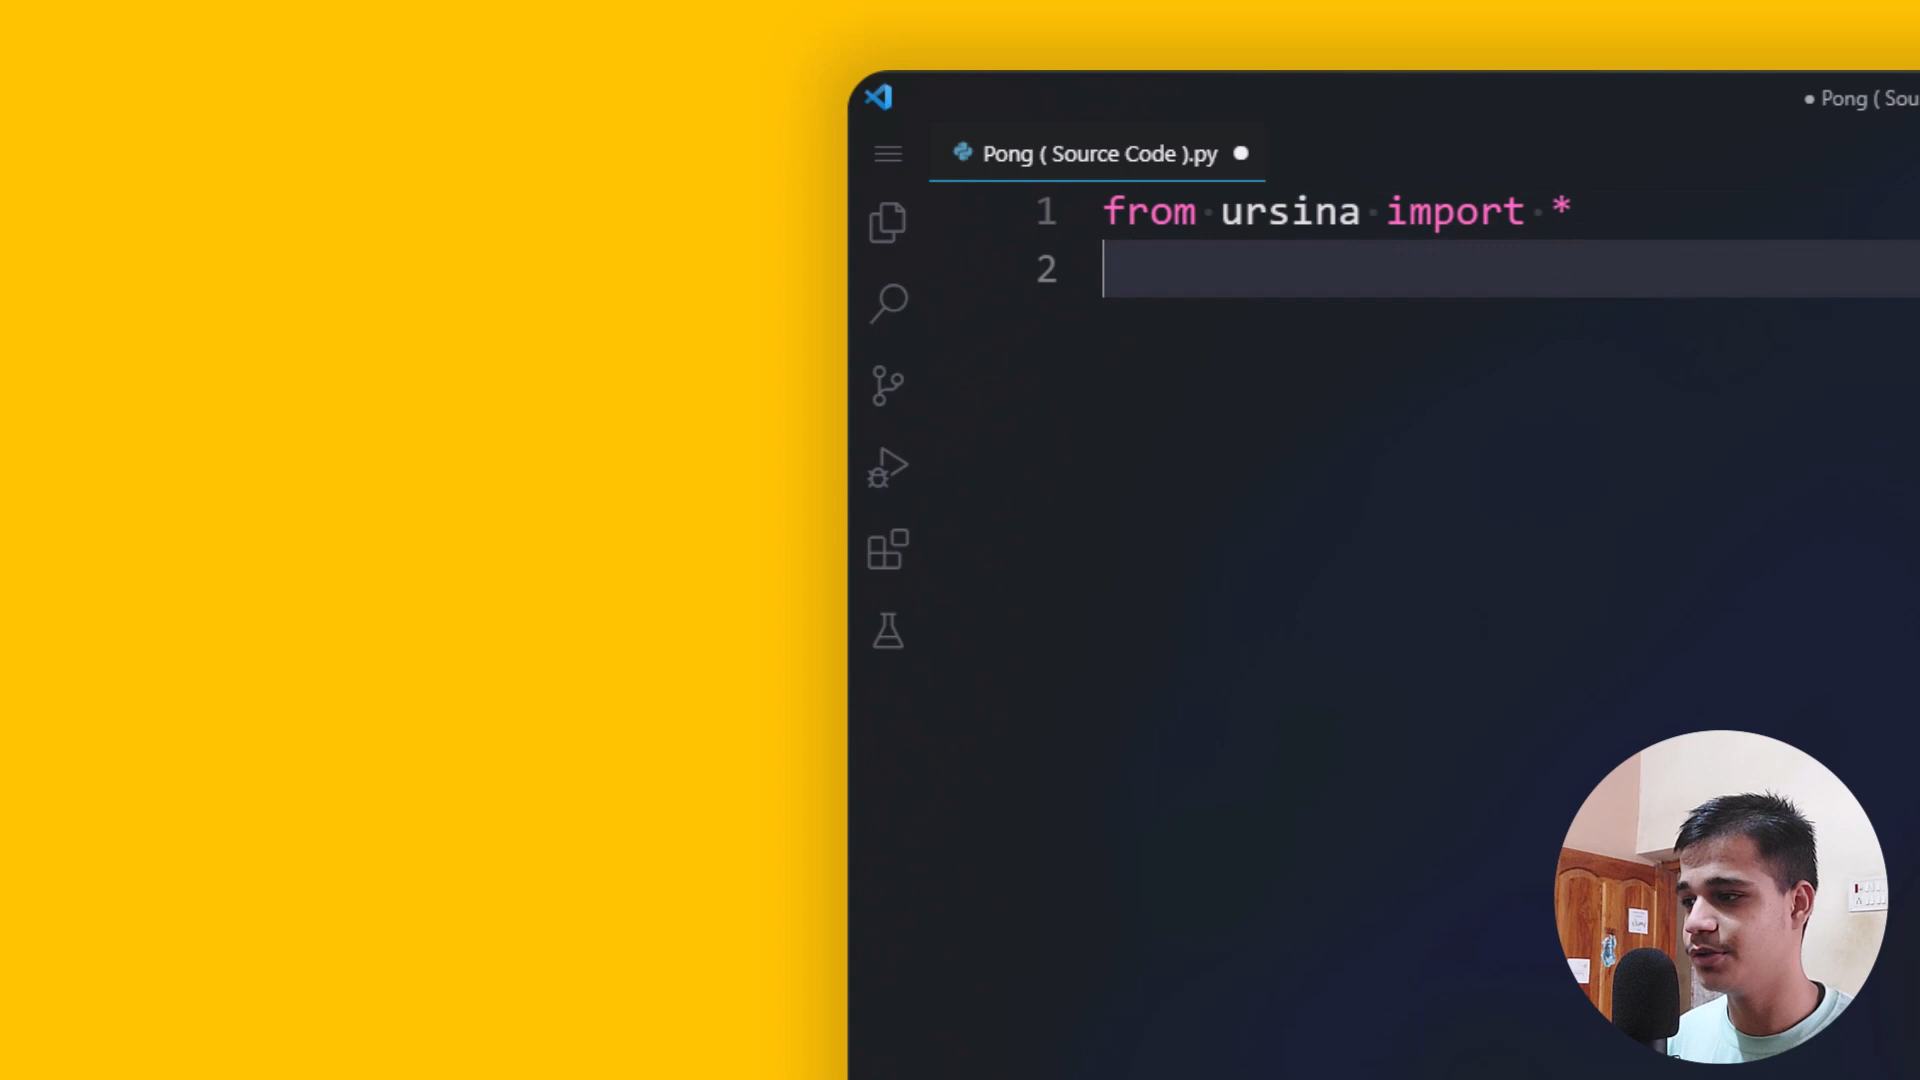 ● Pong ( Sou
Pong ( Source Code ).py ●
1 from ursina import *
2